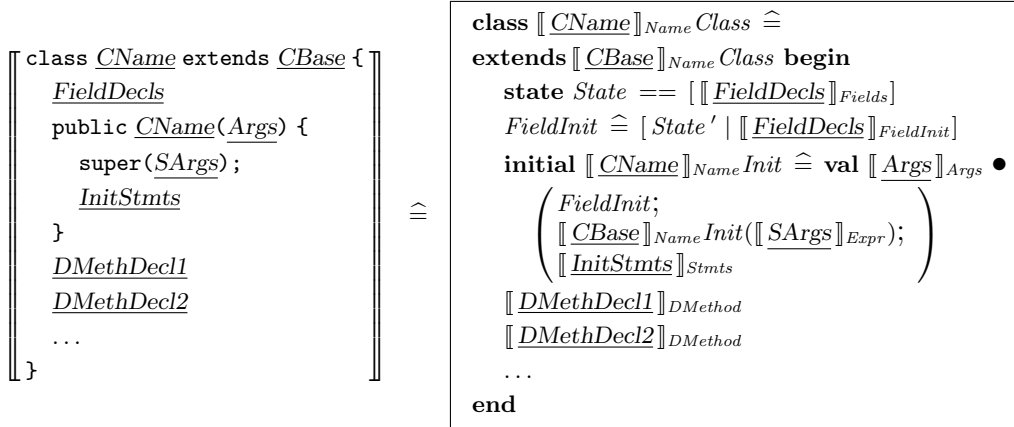 ⟦ class CName extends CBase {
FieldDecls
public CName(Args) {
super(SArgs);
InitStmts
}
DMethDecl1
DMethDecl2
...
} ⟧
≙
class ⟦ CName ⟧Name Class ≙
extends ⟦ CBase ⟧Name Class begin
state State == [ ⟦ FieldDecls ⟧Fields ]
FieldInit ≙ [ State ′ | ⟦ FieldDecls ⟧FieldInit ]
initial ⟦ CName ⟧Name Init ≙ val ⟦ Args ⟧Args ●
( FieldInit;
⟦ CBase ⟧Name Init(⟦ SArgs ⟧Expr);
⟦ InitStmts ⟧Stmts )
⟦ DMethDecl1 ⟧DMethod
⟦ DMethDecl2 ⟧DMethod
...
end